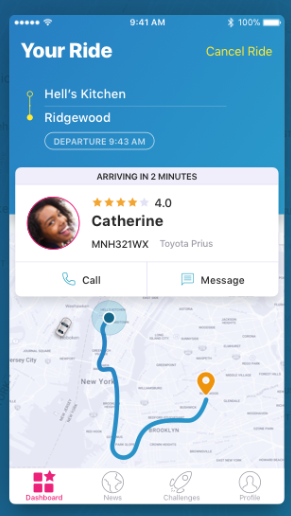 9:41 AM
100%
Your Ride
Cancel Ride
Hell's Kitchen
Ridgewood
DEPARTURE 9:43 AM
ARRIVING IN 2 MINUTES
4.0
Catherine
MNH321WX Toyota Prius
Call
Message
New York
BROOKLYN
Dashboard
News
Challenges
Profile